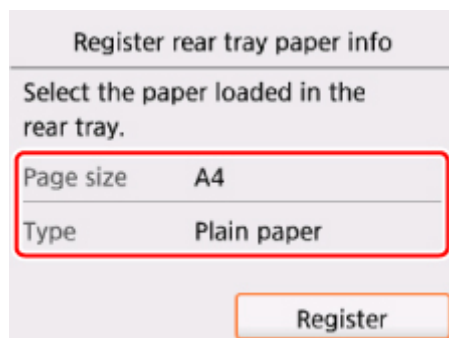 Register rear tray paper info
Select the paper loaded in the
rear tray.
Page size A4
Type Plain paper
Register